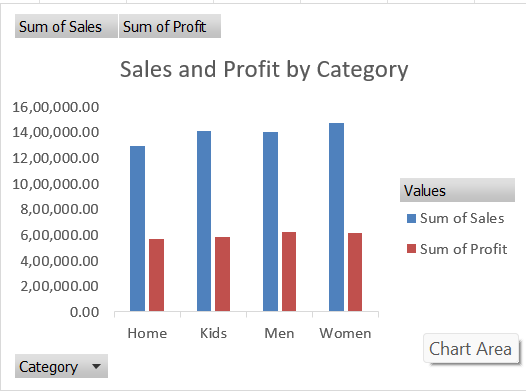 Sum of Sales Sum of Profit
Sales and Profit by Category
16,00,000.00
14,00,000.00
12,00,000.00
10,00,000.00
8,00,000.00
6,00,000.00
4,00,000.00
2,00,000.00
0.00
Home Kids Men Women
Values
Sum of Sales
Sum of Profit
Chart Area
Category